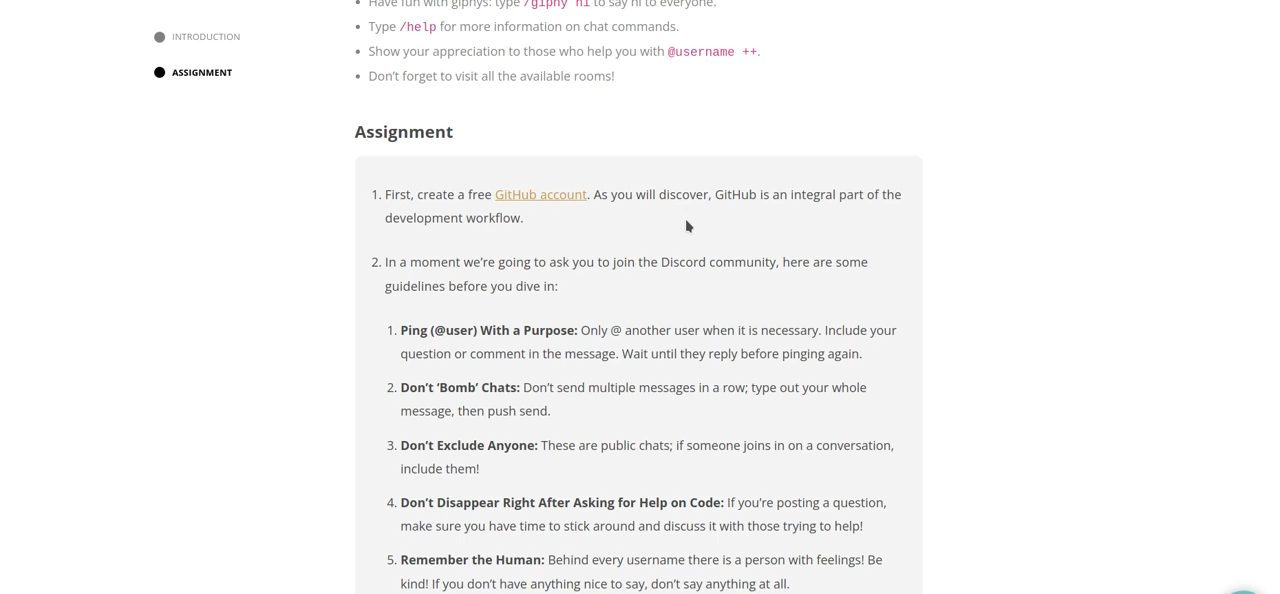 Have fun with giphys: type /giphy hi to say hi to everyone.
INTRODUCTION
Type /help for more information on chat commands.
Show your appreciation to those who help you with @username ++.
ASSIGNMENT
Don’t forget to visit all the available rooms!
Assignment
1. First, create a free GitHub account. As you will discover, GitHub is an integral part of the
development workflow.
2. In a moment we’re going to ask you to join the Discord community, here are some
guidelines before you dive in:
1. Ping (@user) With a Purpose: Only @ another user when it is necessary. Include your
question or comment in the message. Wait until they reply before pinging again.
2. Don’t ‘Bomb’ Chats: Don’t send multiple messages in a row; type out your whole
message, then push send.
3. Don’t Exclude Anyone: These are public chats; if someone joins in on a conversation,
include them!
4. Don’t Disappear Right After Asking for Help on Code: If you’re posting a question,
make sure you have time to stick around and discuss it with those trying to help!
5. Remember the Human: Behind every username there is a person with feelings! Be
kind! If you don’t have anything nice to say, don’t say anything at all.